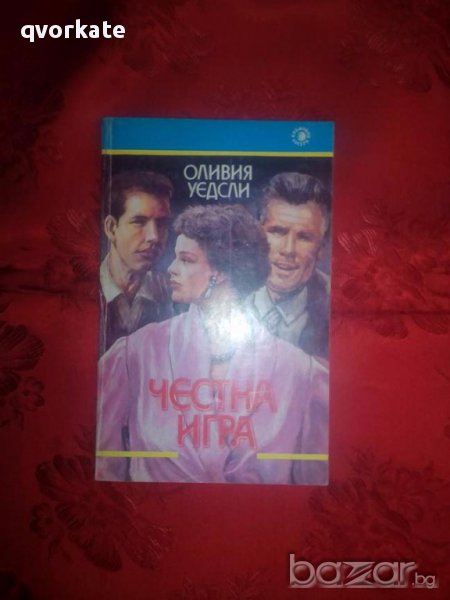 qvorkate
ОЛИВИЯ
УЕДСЛИ
ЧЕСТНА
ИГРА
bazar.bg